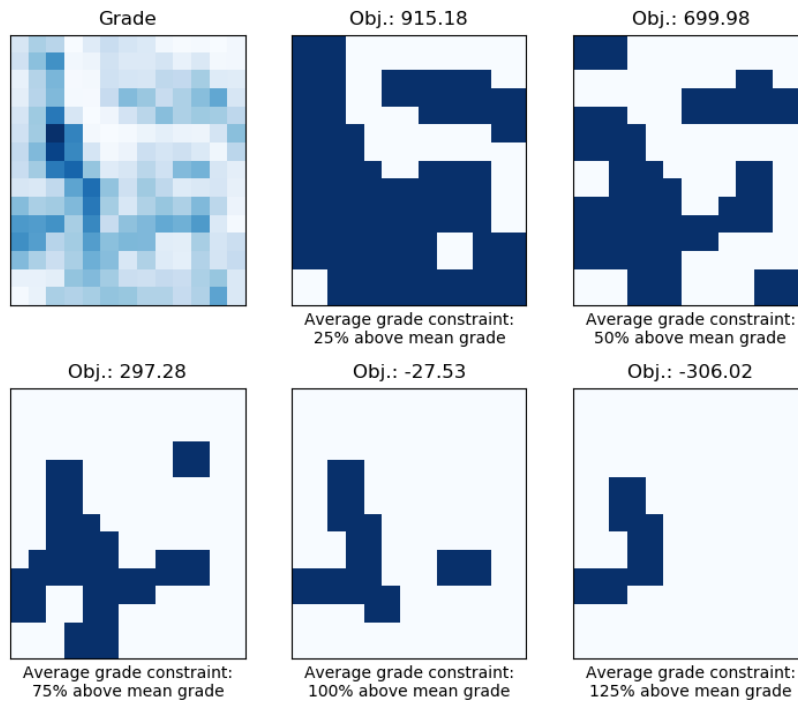 Grade
Obj.: 915.18
Obj.: 699.98
Average grade constraint:
25% above mean grade
Average grade constraint:
50% above mean grade
Obj.: 297.28
Obj.: -27.53
Obj.: -306.02
Average grade constraint:
75% above mean grade
Average grade constraint:
100% above mean grade
Average grade constraint:
125% above mean grade